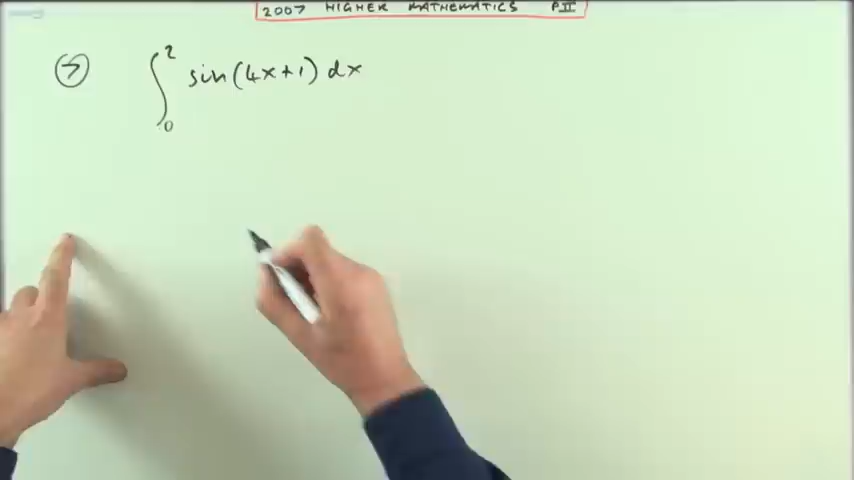 2007 HIGHER MATHEMATICS PII
7 ∫₀² sin(4x+1) dx